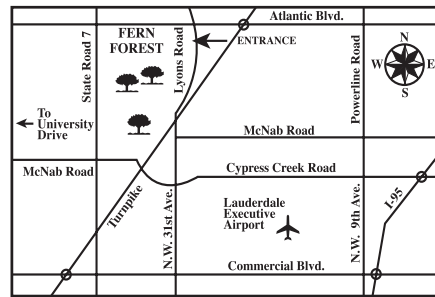 Atlantic Blvd.
FERN
FOREST
ENTRANCE
State Road 7
Lyons Road
Powerline Road
N
W
E
S
To
University
Drive
McNab Road
McNab Road
Cypress Creek Road
Turnpike
N.W. 31st Ave.
Lauderdale
Executive
Airport
N.W. 9th Ave.
I-95
Commercial Blvd.